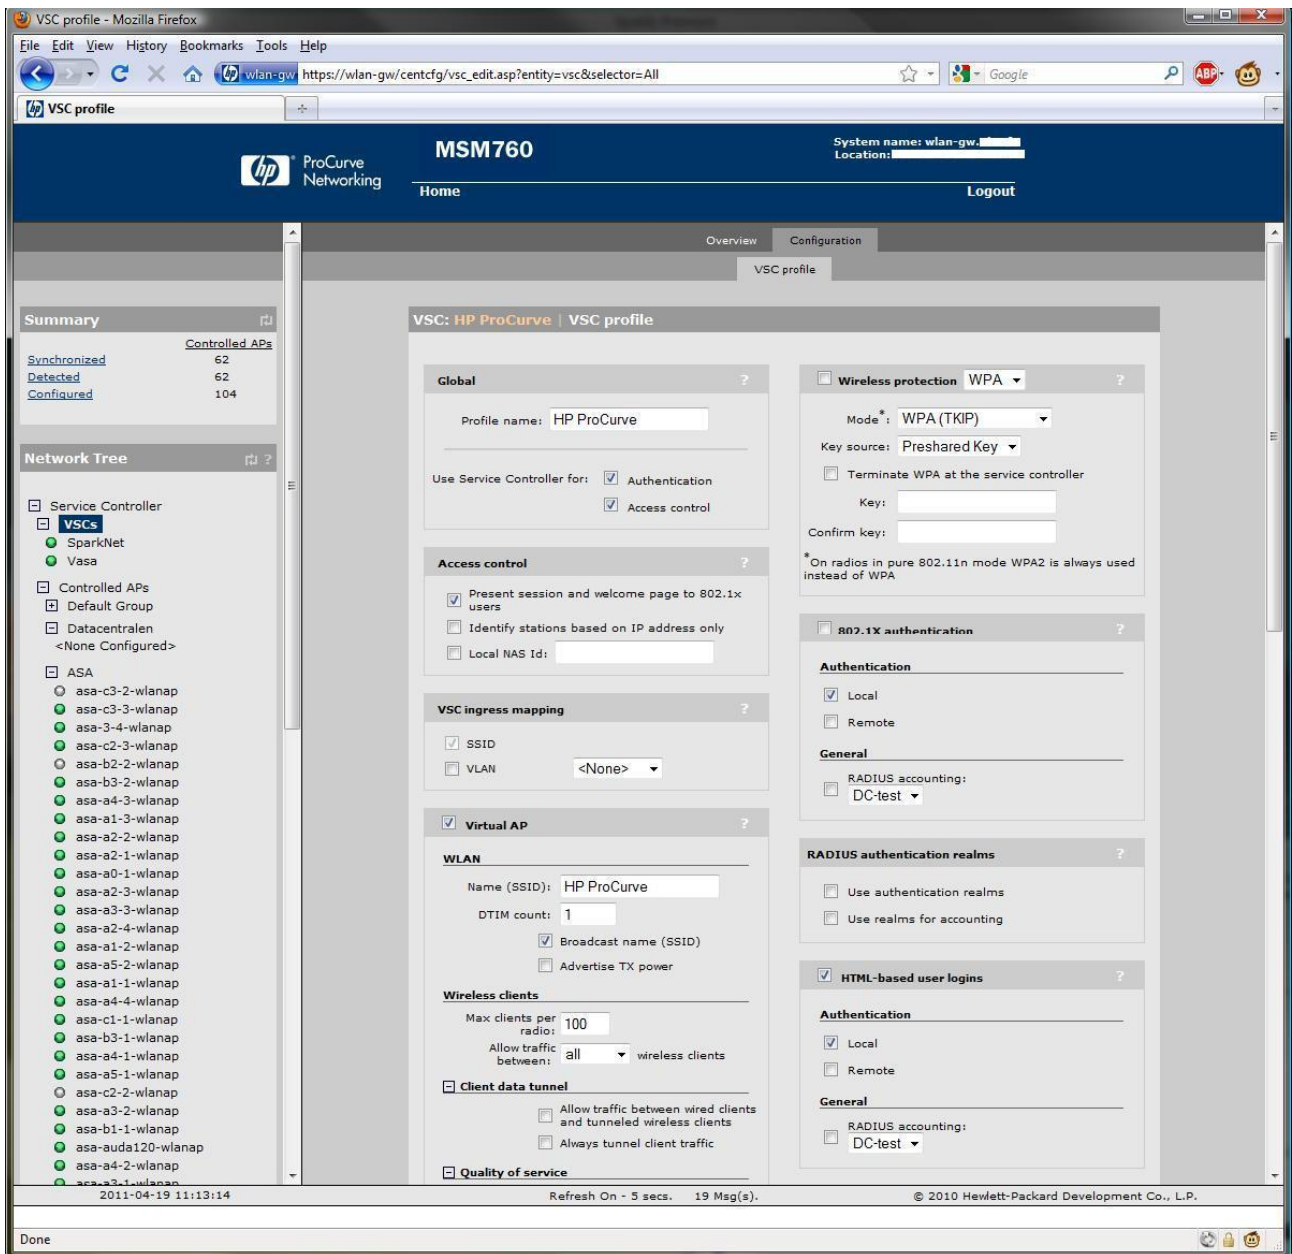 VSC profile - Mozilla Firefox
File Edit View History Bookmarks Tools Help
wlan-gw https://wlan-gw/centcfg/vsc_edit.asp?entity=vsc&selector=All Google ABP
VSC profile
hp ProCurve Networking
MSM760
System name: wlan-gw.
Location:
Home Logout
Overview Configuration
VSC profile
Summary
Controlled APs
Synchronized 62
Detected 62
Configured 104
Network Tree ?
Service Controller
VSCs
SparkNet
Vasa
Controlled APs
Default Group
Datacentralen
<None Configured>
ASA
asa-c3-2-wlanap
asa-c3-3-wlanap
asa-3-4-wlanap
asa-c2-3-wlanap
asa-b2-2-wlanap
asa-b3-2-wlanap
asa-a4-3-wlanap
asa-a1-3-wlanap
asa-a2-2-wlanap
asa-a2-1-wlanap
asa-a0-1-wlanap
asa-a2-3-wlanap
asa-a3-3-wlanap
asa-a2-4-wlanap
asa-a1-2-wlanap
asa-a5-2-wlanap
asa-a1-1-wlanap
asa-a4-4-wlanap
asa-c1-1-wlanap
asa-b3-1-wlanap
asa-a4-1-wlanap
asa-a5-1-wlanap
asa-c2-2-wlanap
asa-a3-2-wlanap
asa-b1-1-wlanap
asa-auda120-wlanap
asa-a4-2-wlanap
asa-a3-1-wlanap
VSC: HP ProCurve | VSC profile
Global ?
Profile name: HP ProCurve
Use Service Controller for: Authentication
Access control
Access control ?
Present session and welcome page to 802.1x
users
Identify stations based on IP address only
Local NAS Id:
VSC ingress mapping ?
SSID
VLAN <None>
Virtual AP ?
WLAN
Name (SSID): HP ProCurve
DTIM count: 1
Broadcast name (SSID)
Advertise TX power
Wireless clients
Max clients per
radio: 100
Allow traffic
between: all wireless clients
Client data tunnel
Allow traffic between wired clients
and tunneled wireless clients
Always tunnel client traffic
Quality of service
Wireless protection WPA ?
Mode*: WPA (TKIP)
Key source: Preshared Key
Terminate WPA at the service controller
Key:
Confirm key:
*On radios in pure 802.11n mode WPA2 is always used
instead of WPA
802.1X authentication ?
Authentication
Local
Remote
General
RADIUS accounting:
DC-test
RADIUS authentication realms ?
Use authentication realms
Use realms for accounting
HTML-based user logins ?
Authentication
Local
Remote
General
RADIUS accounting:
DC-test
2011-04-19 11:13:14 Refresh On - 5 secs. 19 Msg(s). © 2010 Hewlett-Packard Development Co., L.P.
Done